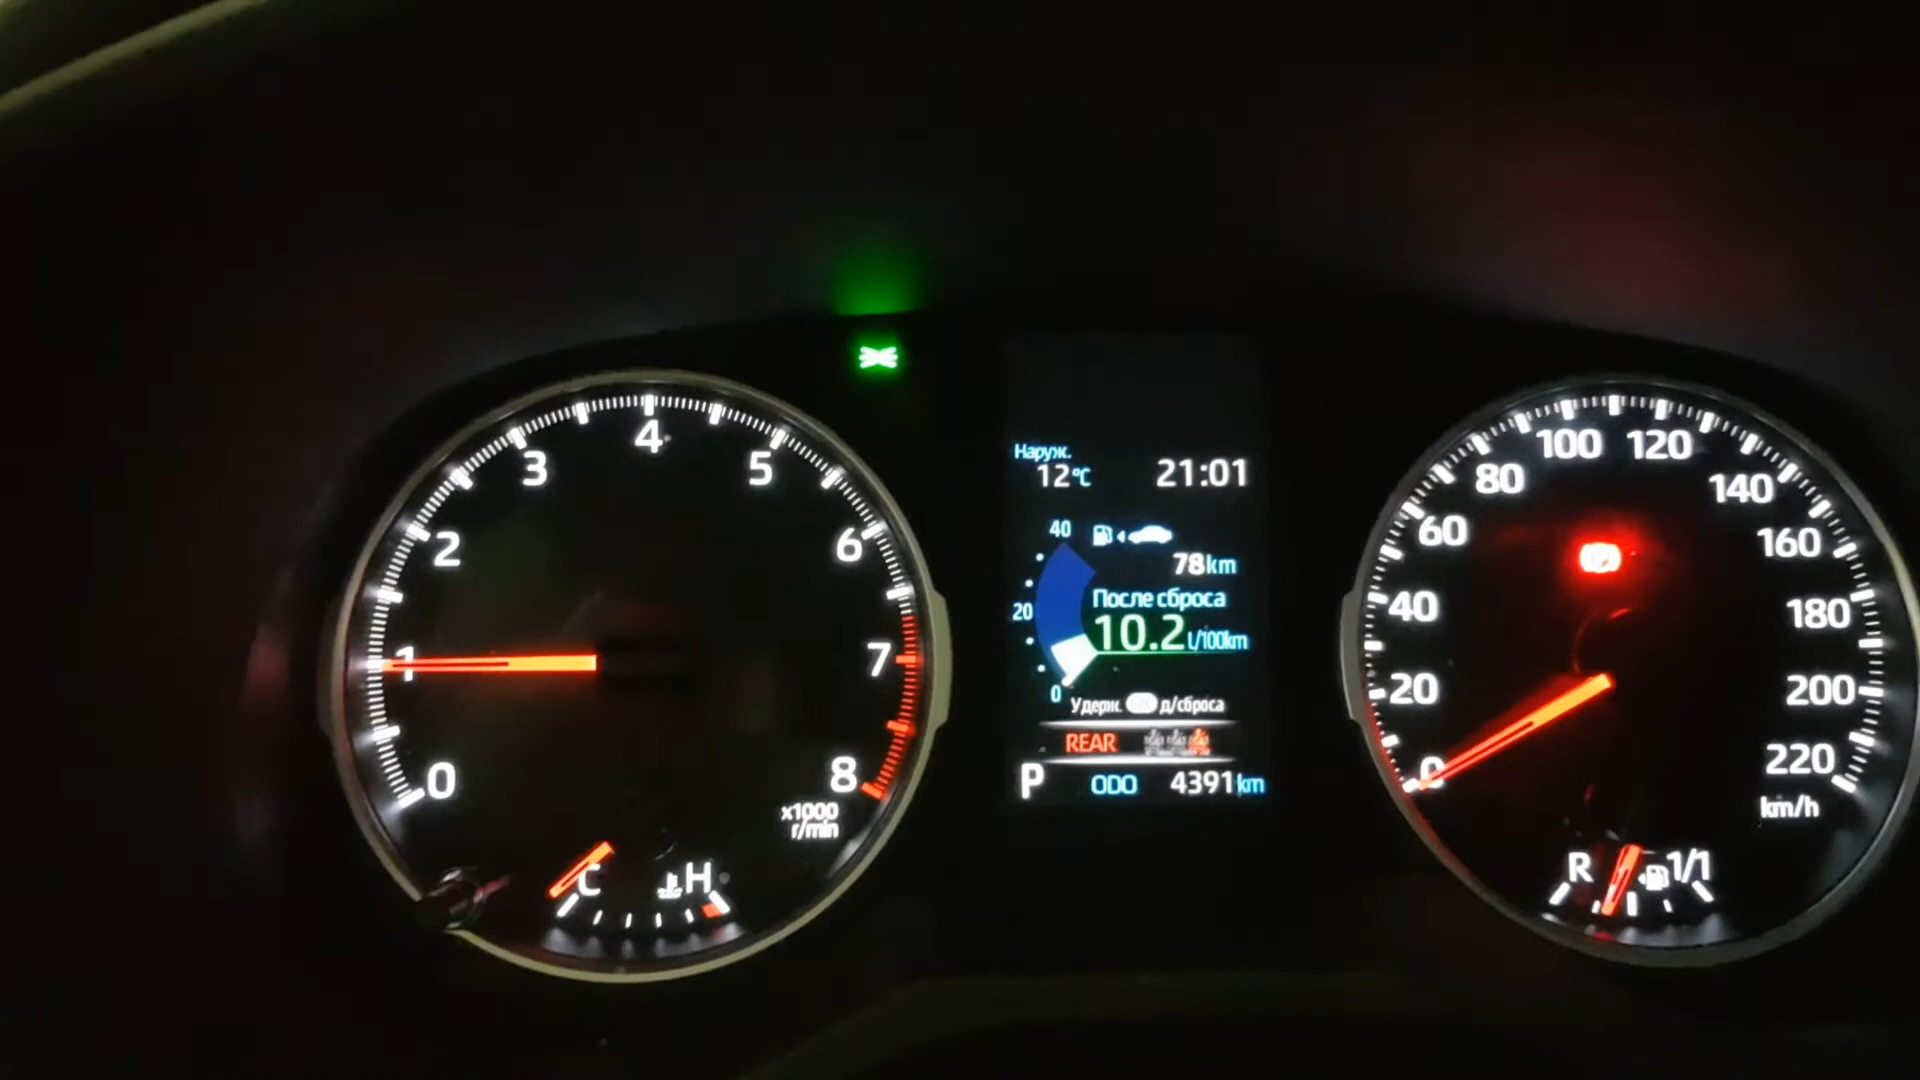 0
1
2
3
4
5
6
7
8
x1000
r/min
C
H
Наруж.
12°C
21:01
40
20
0
78km
После сброса
10.2 L/100km
Удерж.
д/сброса
REAR
P
ODO
4391km
0
20
40
60
80
100
120
140
160
180
200
220
km/h
R
1/1